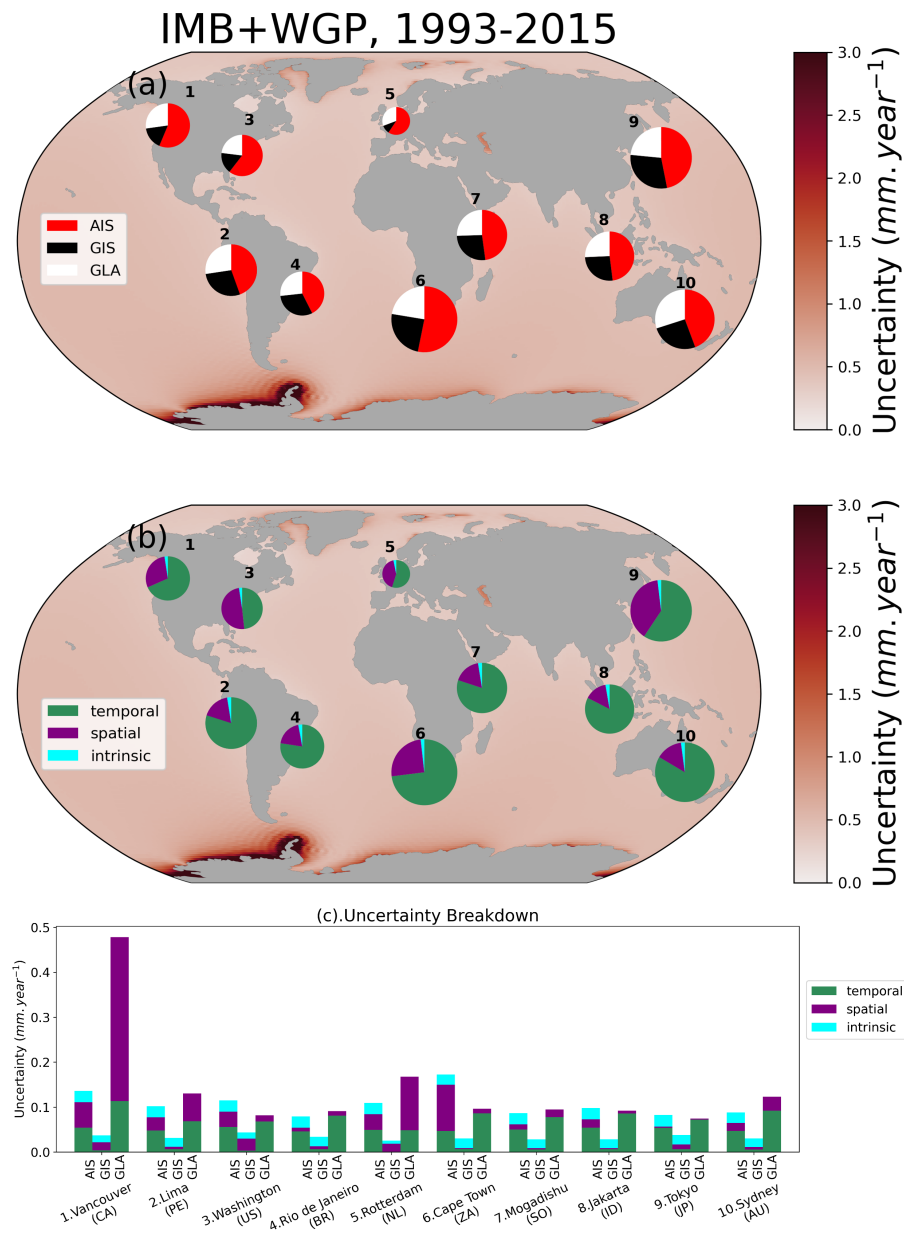 IMB+WGP, 1993-2015
(a)
1
2
3
4
5
6
7
8
9
10
AIS
GIS
GLA
3.0
2.5
2.0
1.5
1.0
0.5
0.0
Uncertainty (mm. year⁻¹)
(b)
1
2
3
4
5
6
7
8
9
10
temporal
spatial
intrinsic
3.0
2.5
2.0
1.5
1.0
0.5
0.0
Uncertainty (mm. year⁻¹)
(c).Uncertainty Breakdown
Uncertainty (mm. year⁻¹)
0.5
0.4
0.3
0.2
0.1
0.0
temporal
spatial
intrinsic
AIS GIS GLA AIS GIS GLA AIS GIS GLA AIS GIS GLA AIS GIS GLA AIS GIS GLA AIS GIS GLA AIS GIS GLA AIS GIS GLA AIS GIS GLA
1.Vancouver
(CA)
2.Lima
(PE)
3.Washington
(US)
4.Rio de Janeiro
(BR)
5.Rotterdam
(NL)
6.Cape Town
(ZA)
7.Mogadishu
(SO)
8.Jakarta
(ID)
9.Tokyo
(JP)
10.Sydney
(AU)